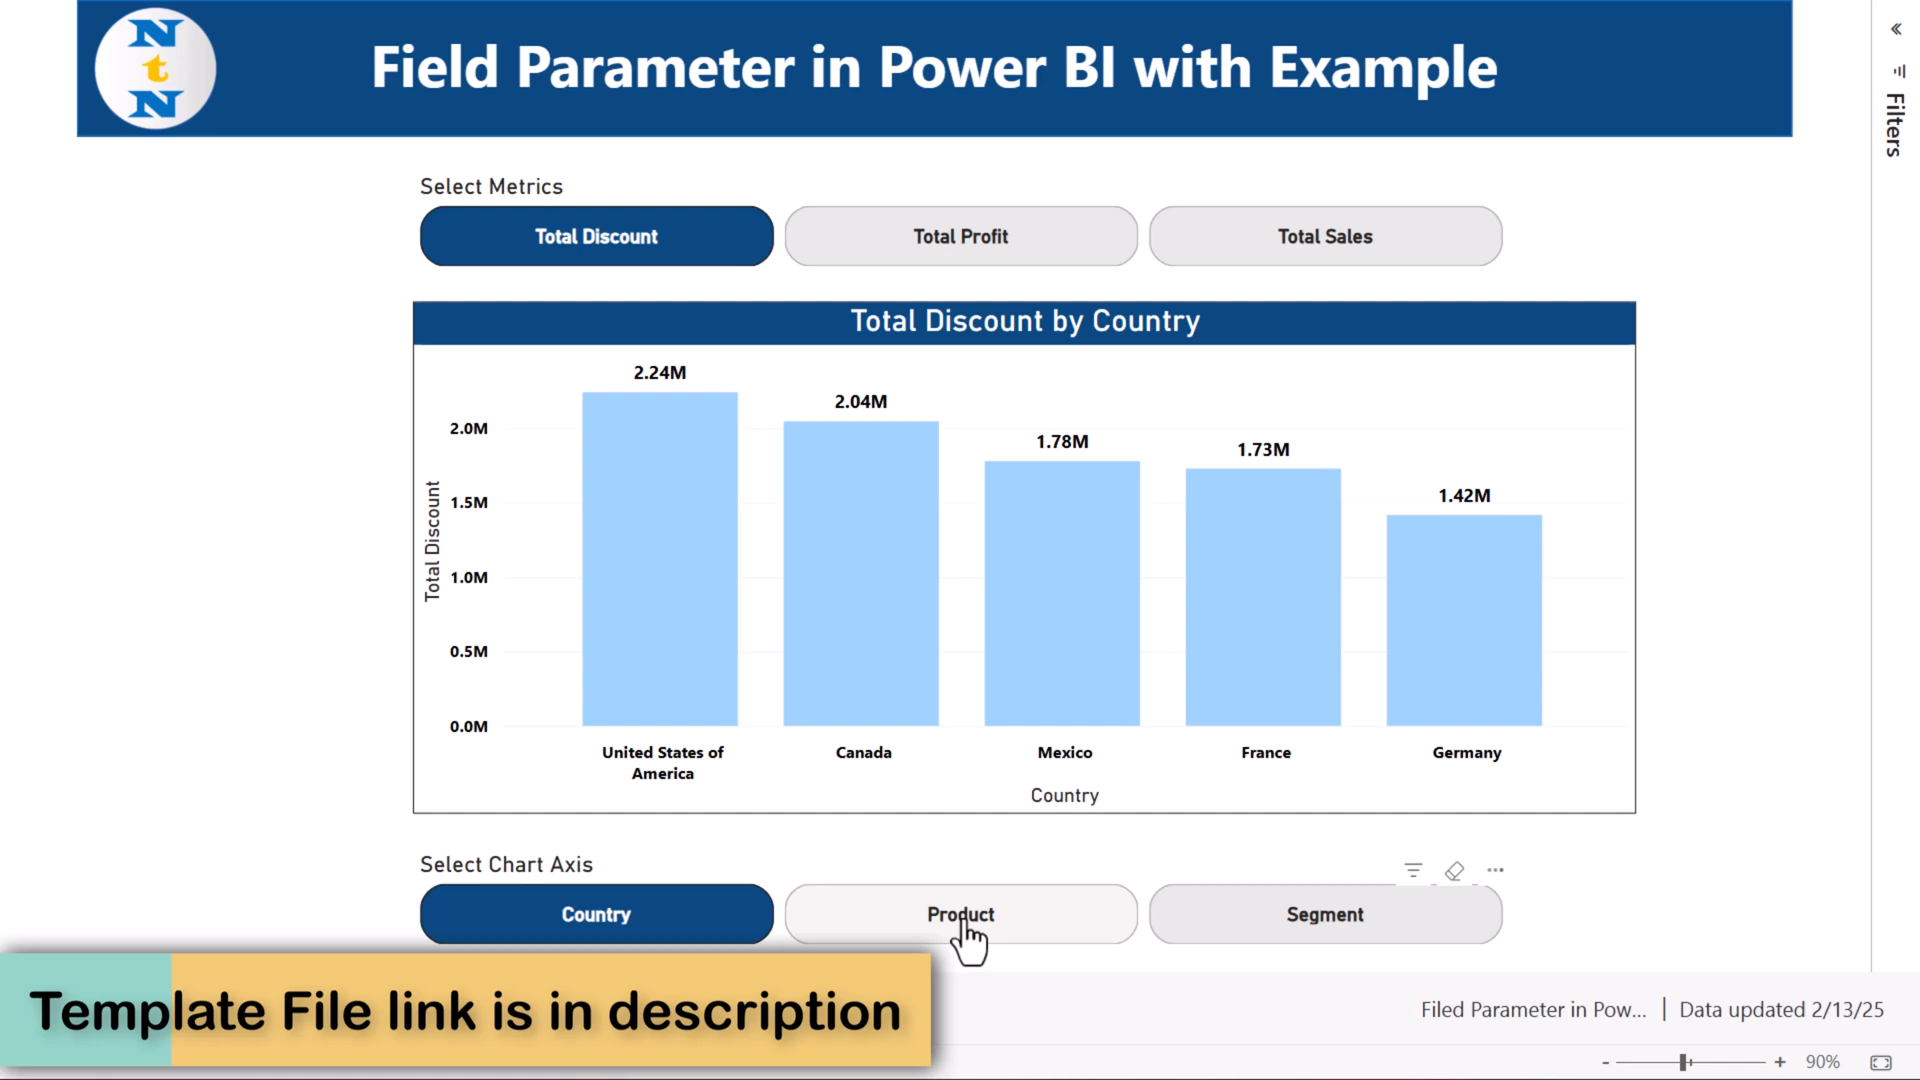 N
t
N
Field Parameter in Power BI with Example
Filters
Select Metrics
Total Discount
Total Profit
Total Sales
Total Discount by Country
2.24M
2.04M
1.78M
1.73M
1.42M
2.0M
1.5M
1.0M
0.5M
0.0M
Total Discount
United States of
America
Canada
Mexico
France
Germany
Country
Select Chart Axis
Country
Product
Segment
Template File link is in description
Filed Parameter in Pow... | Data updated 2/13/25
- + 90%